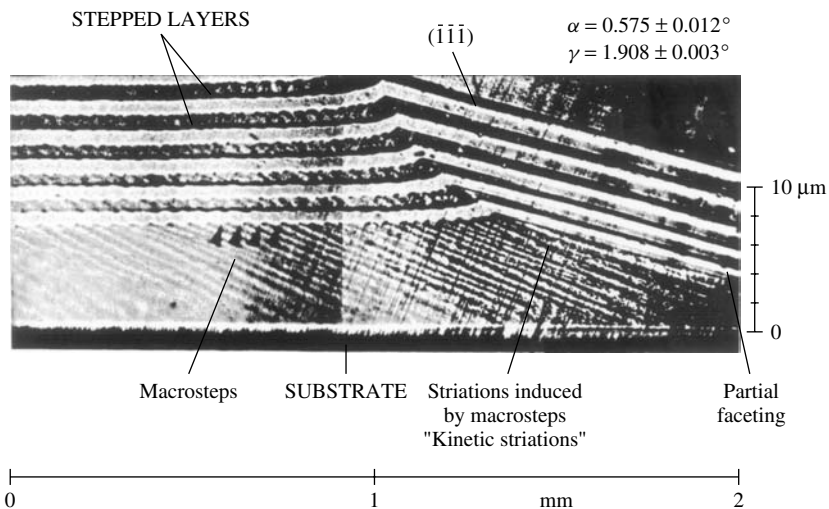 STEPPED LAYERS
(1̅1̅1̅)
α = 0.575 ± 0.012°
γ = 1.908 ± 0.003°
10 μm
0
Macrosteps
SUBSTRATE
Striations induced
by macrosteps
"Kinetic striations"
Partial
faceting
0
1
mm
2